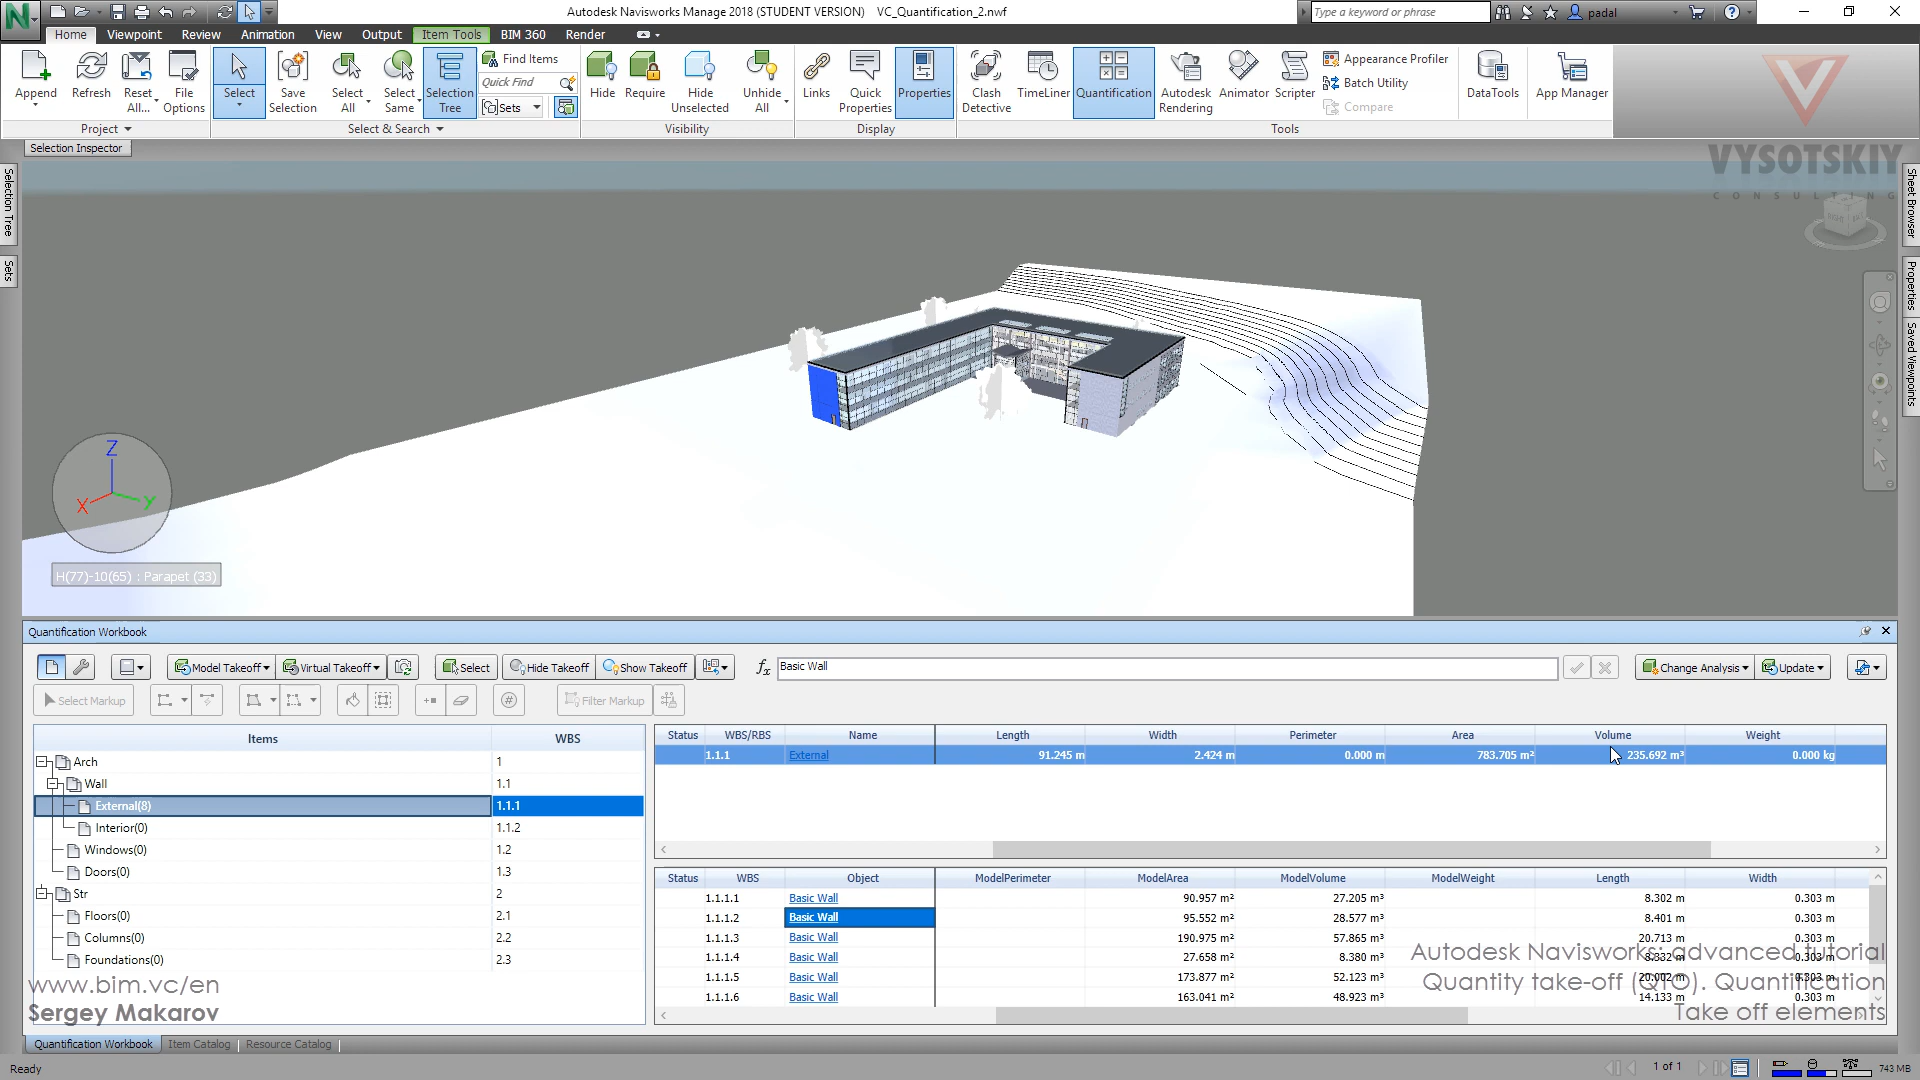 Autodesk Navisworks Manage 2018 (STUDENT VERSION) VC_Quantification_2.nwf
Type a keyword or phrase
padal
Home Viewpoint Review Animation View Output Item Tools BIM 360 Render
Append
Refresh
Reset All...
File Options
Project
Select
Save Selection
Select All
Select Same
Selection Tree
Find Items
Quick Find
Sets
Select & Search
Hide
Require
Hide Unselected
Unhide All
Visibility
Links
Quick Properties
Properties
Display
Clash Detective
TimeLiner
Quantification
Autodesk Rendering
Animator
Scripter
Appearance Profiler
Batch Utility
Compare
Tools
DataTools
App Manager
VYSOTSKIY
CONSULTING
Selection Inspector
Selection Tree
Sets
Sheet Browser
Properties
Saved Viewpoints
Z
X
Y
H(77)-10(65) : Parapet (33)
Quantification Workbook
Model Takeoff Virtual Takeoff Select Hide Takeoff Show Takeoff fx Basic Wall Change Analysis Update
Select Markup Filter Markup
Items WBS
Arch 1
Wall 1.1
External(8) 1.1.1
Interior(0) 1.1.2
Windows(0) 1.2
Doors(0) 1.3
Str 2
Floors(0) 2.1
Columns(0) 2.2
Foundations(0) 2.3
Status WBS/RBS Name Length Width Perimeter Area Volume Weight
1.1.1 External 91.245 m 2.424 m 0.000 m 783.705 m² 235.692 m³ 0.000 kg
Status WBS Object ModelPerimeter ModelArea ModelVolume ModelWeight Length Width
1.1.1.1 Basic Wall 90.957 m² 27.205 m³ 8.302 m 0.303 m
1.1.1.2 Basic Wall 95.552 m² 28.577 m³ 8.401 m 0.303 m
1.1.1.3 Basic Wall 190.975 m² 57.865 m³ 20.713 m 0.303 m
1.1.1.4 Basic Wall 27.658 m² 8.380 m³ 8.332 m 0.303 m
1.1.1.5 Basic Wall 173.877 m² 52.123 m³ 20.002 m 0.303 m
1.1.1.6 Basic Wall 163.041 m² 48.923 m³ 14.133 m 0.303 m
www.bim.vc/en
Sergey Makarov
Autodesk Navisworks: advanced tutorial
Quantity take-off (QTO). Quantification
Take off elements
Quantification Workbook Item Catalog Resource Catalog
Ready
1 of 1
743 MB